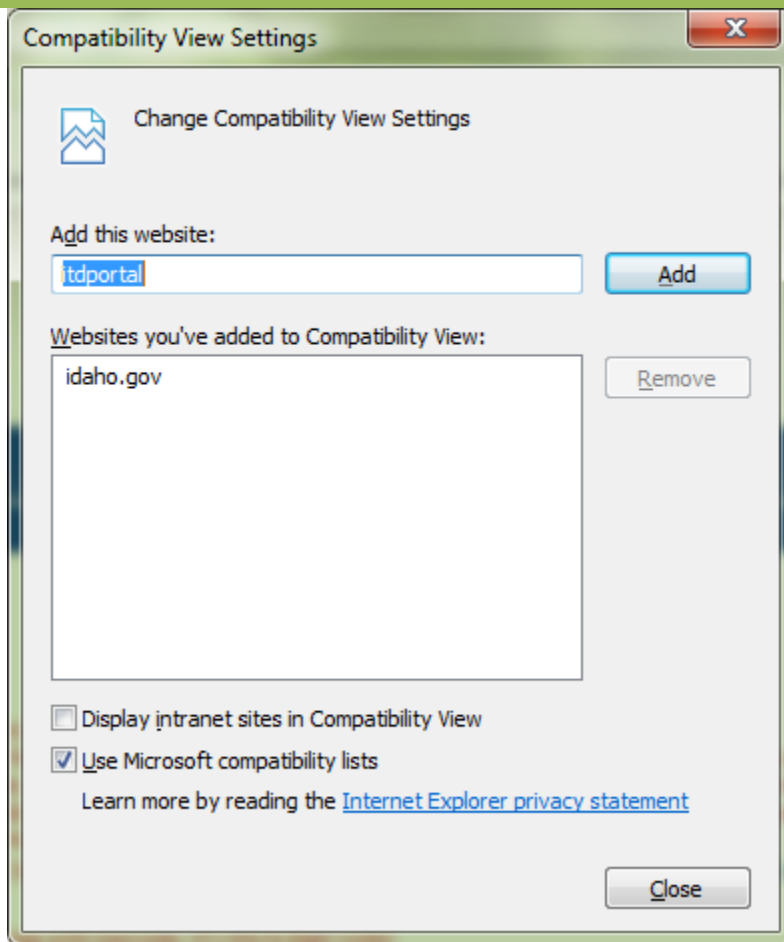 Compatibility View Settings
Change Compatibility View Settings
Add this website:
itdportal
Add
Websites you've added to Compatibility View:
idaho.gov
Remove
Display intranet sites in Compatibility View
Use Microsoft compatibility lists
Learn more by reading the Internet Explorer privacy statement
Close